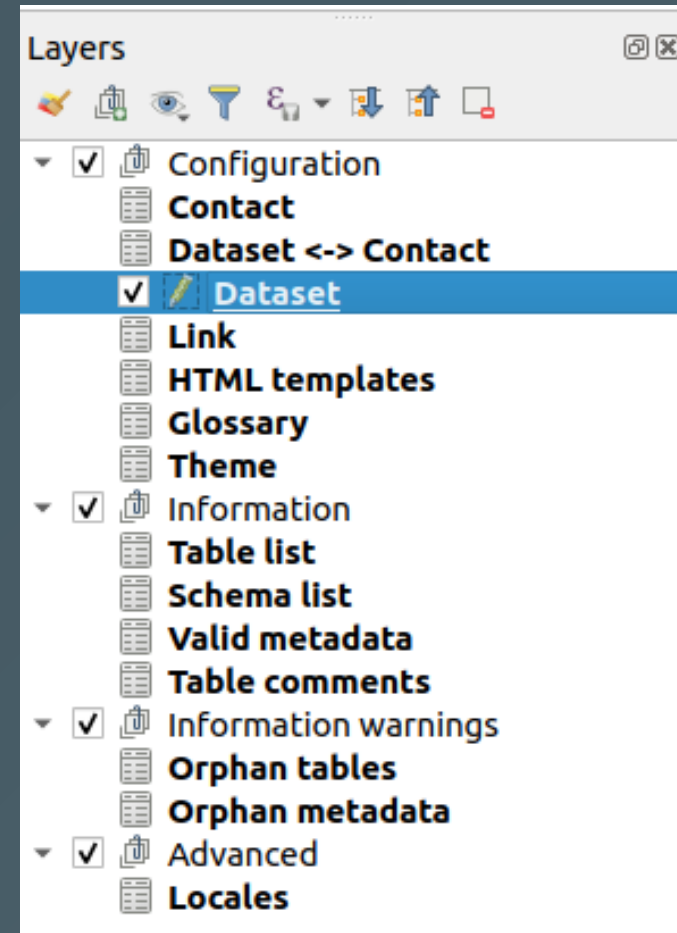 Layers
Configuration
Contact
Dataset <-> Contact
Dataset
Link
HTML templates
Glossary
Theme
Information
Table list
Schema list
Valid metadata
Table comments
Information warnings
Orphan tables
Orphan metadata
Advanced
Locales